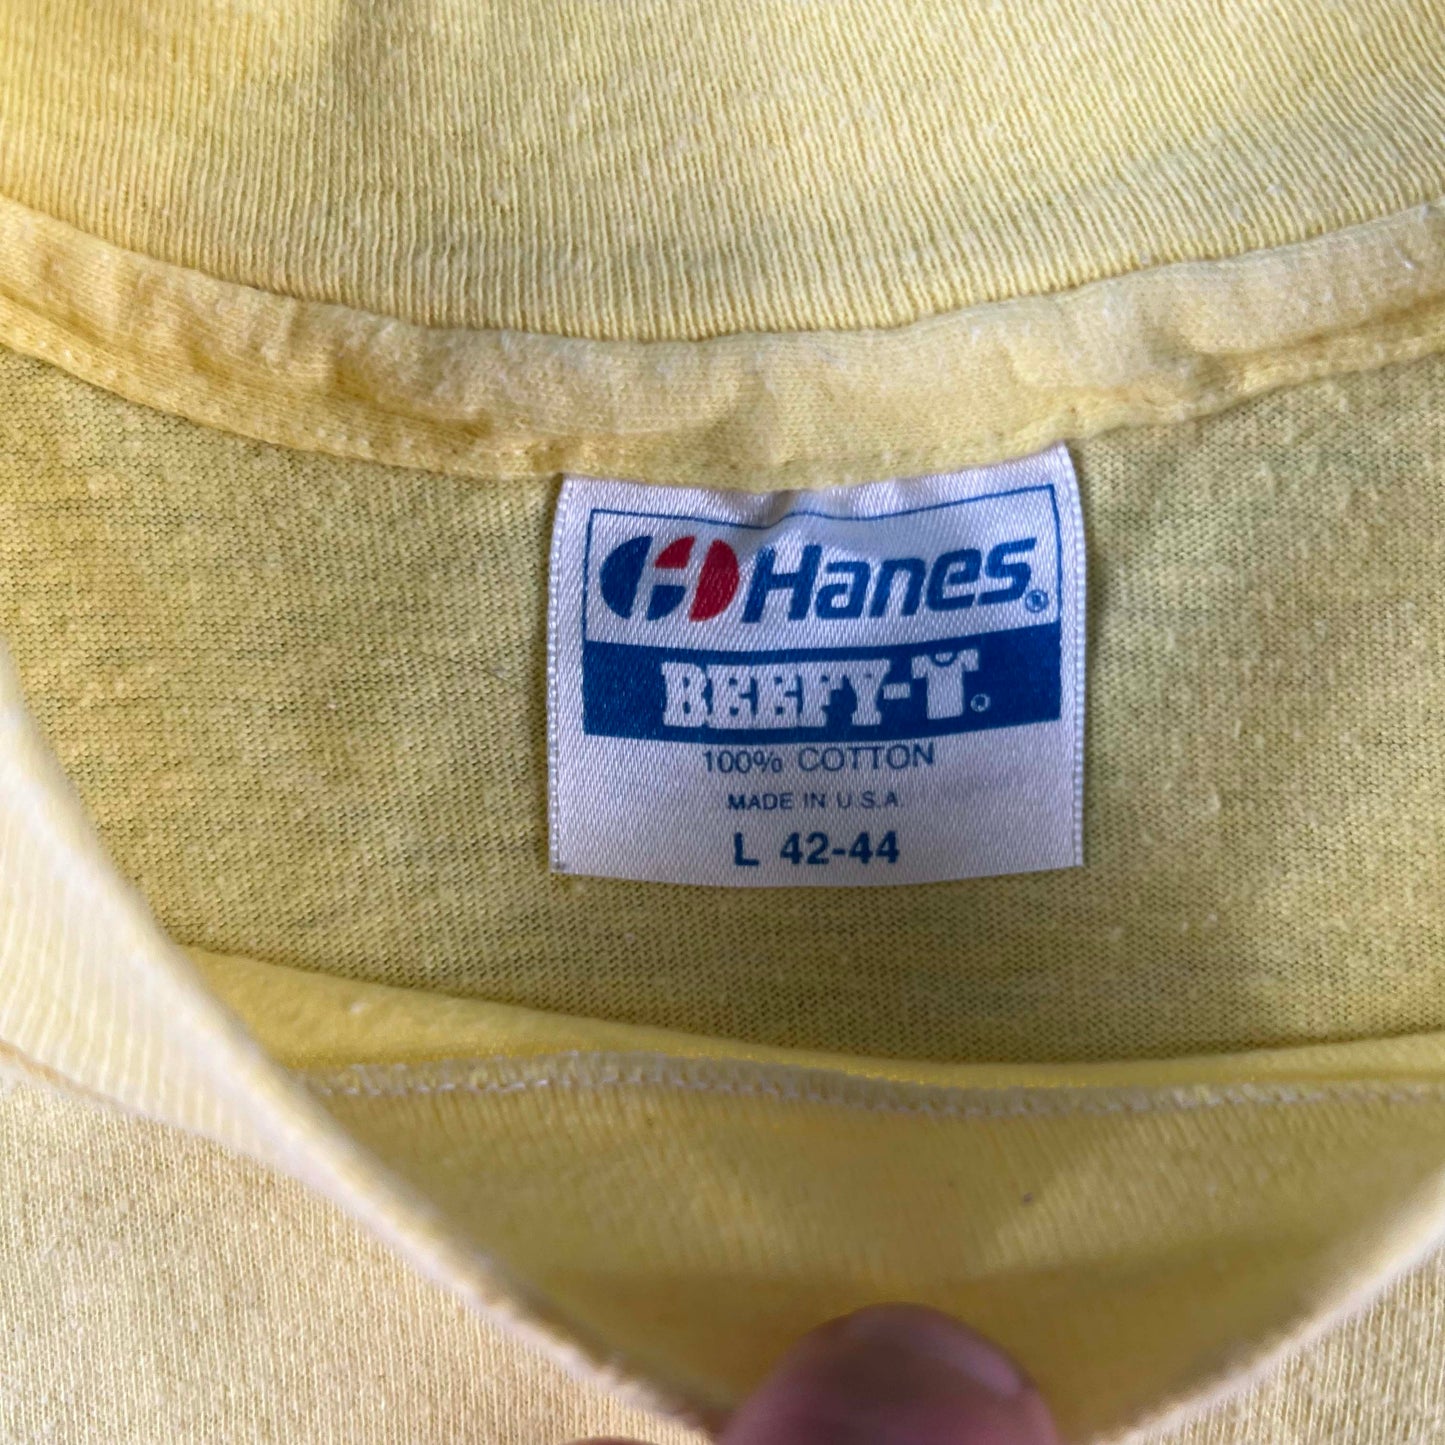 Hanes®
BEEFY-T®
100% COTTON
MADE IN U.S.A.
L 42-44